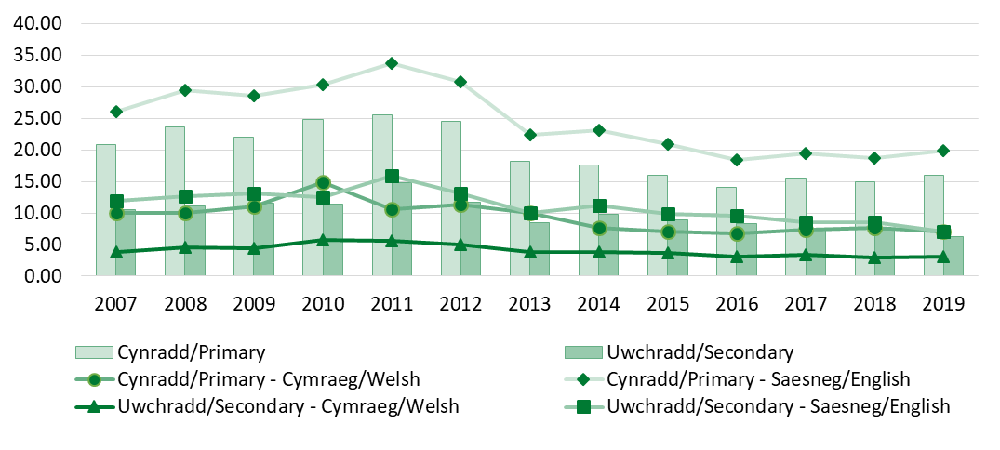 40.00
35.00
30.00
25.00
20.00
15.00
10.00
5.00
0.00
2007 2008 2009 2010 2011 2012 2013 2014 2015 2016 2017 2018 2019
Cynradd/Primary Uwchradd/Secondary
Cynradd/Primary - Cymraeg/Welsh Cynradd/Primary - Saesneg/English
Uwchradd/Secondary - Cymraeg/Welsh Uwchradd/Secondary - Saesneg/English